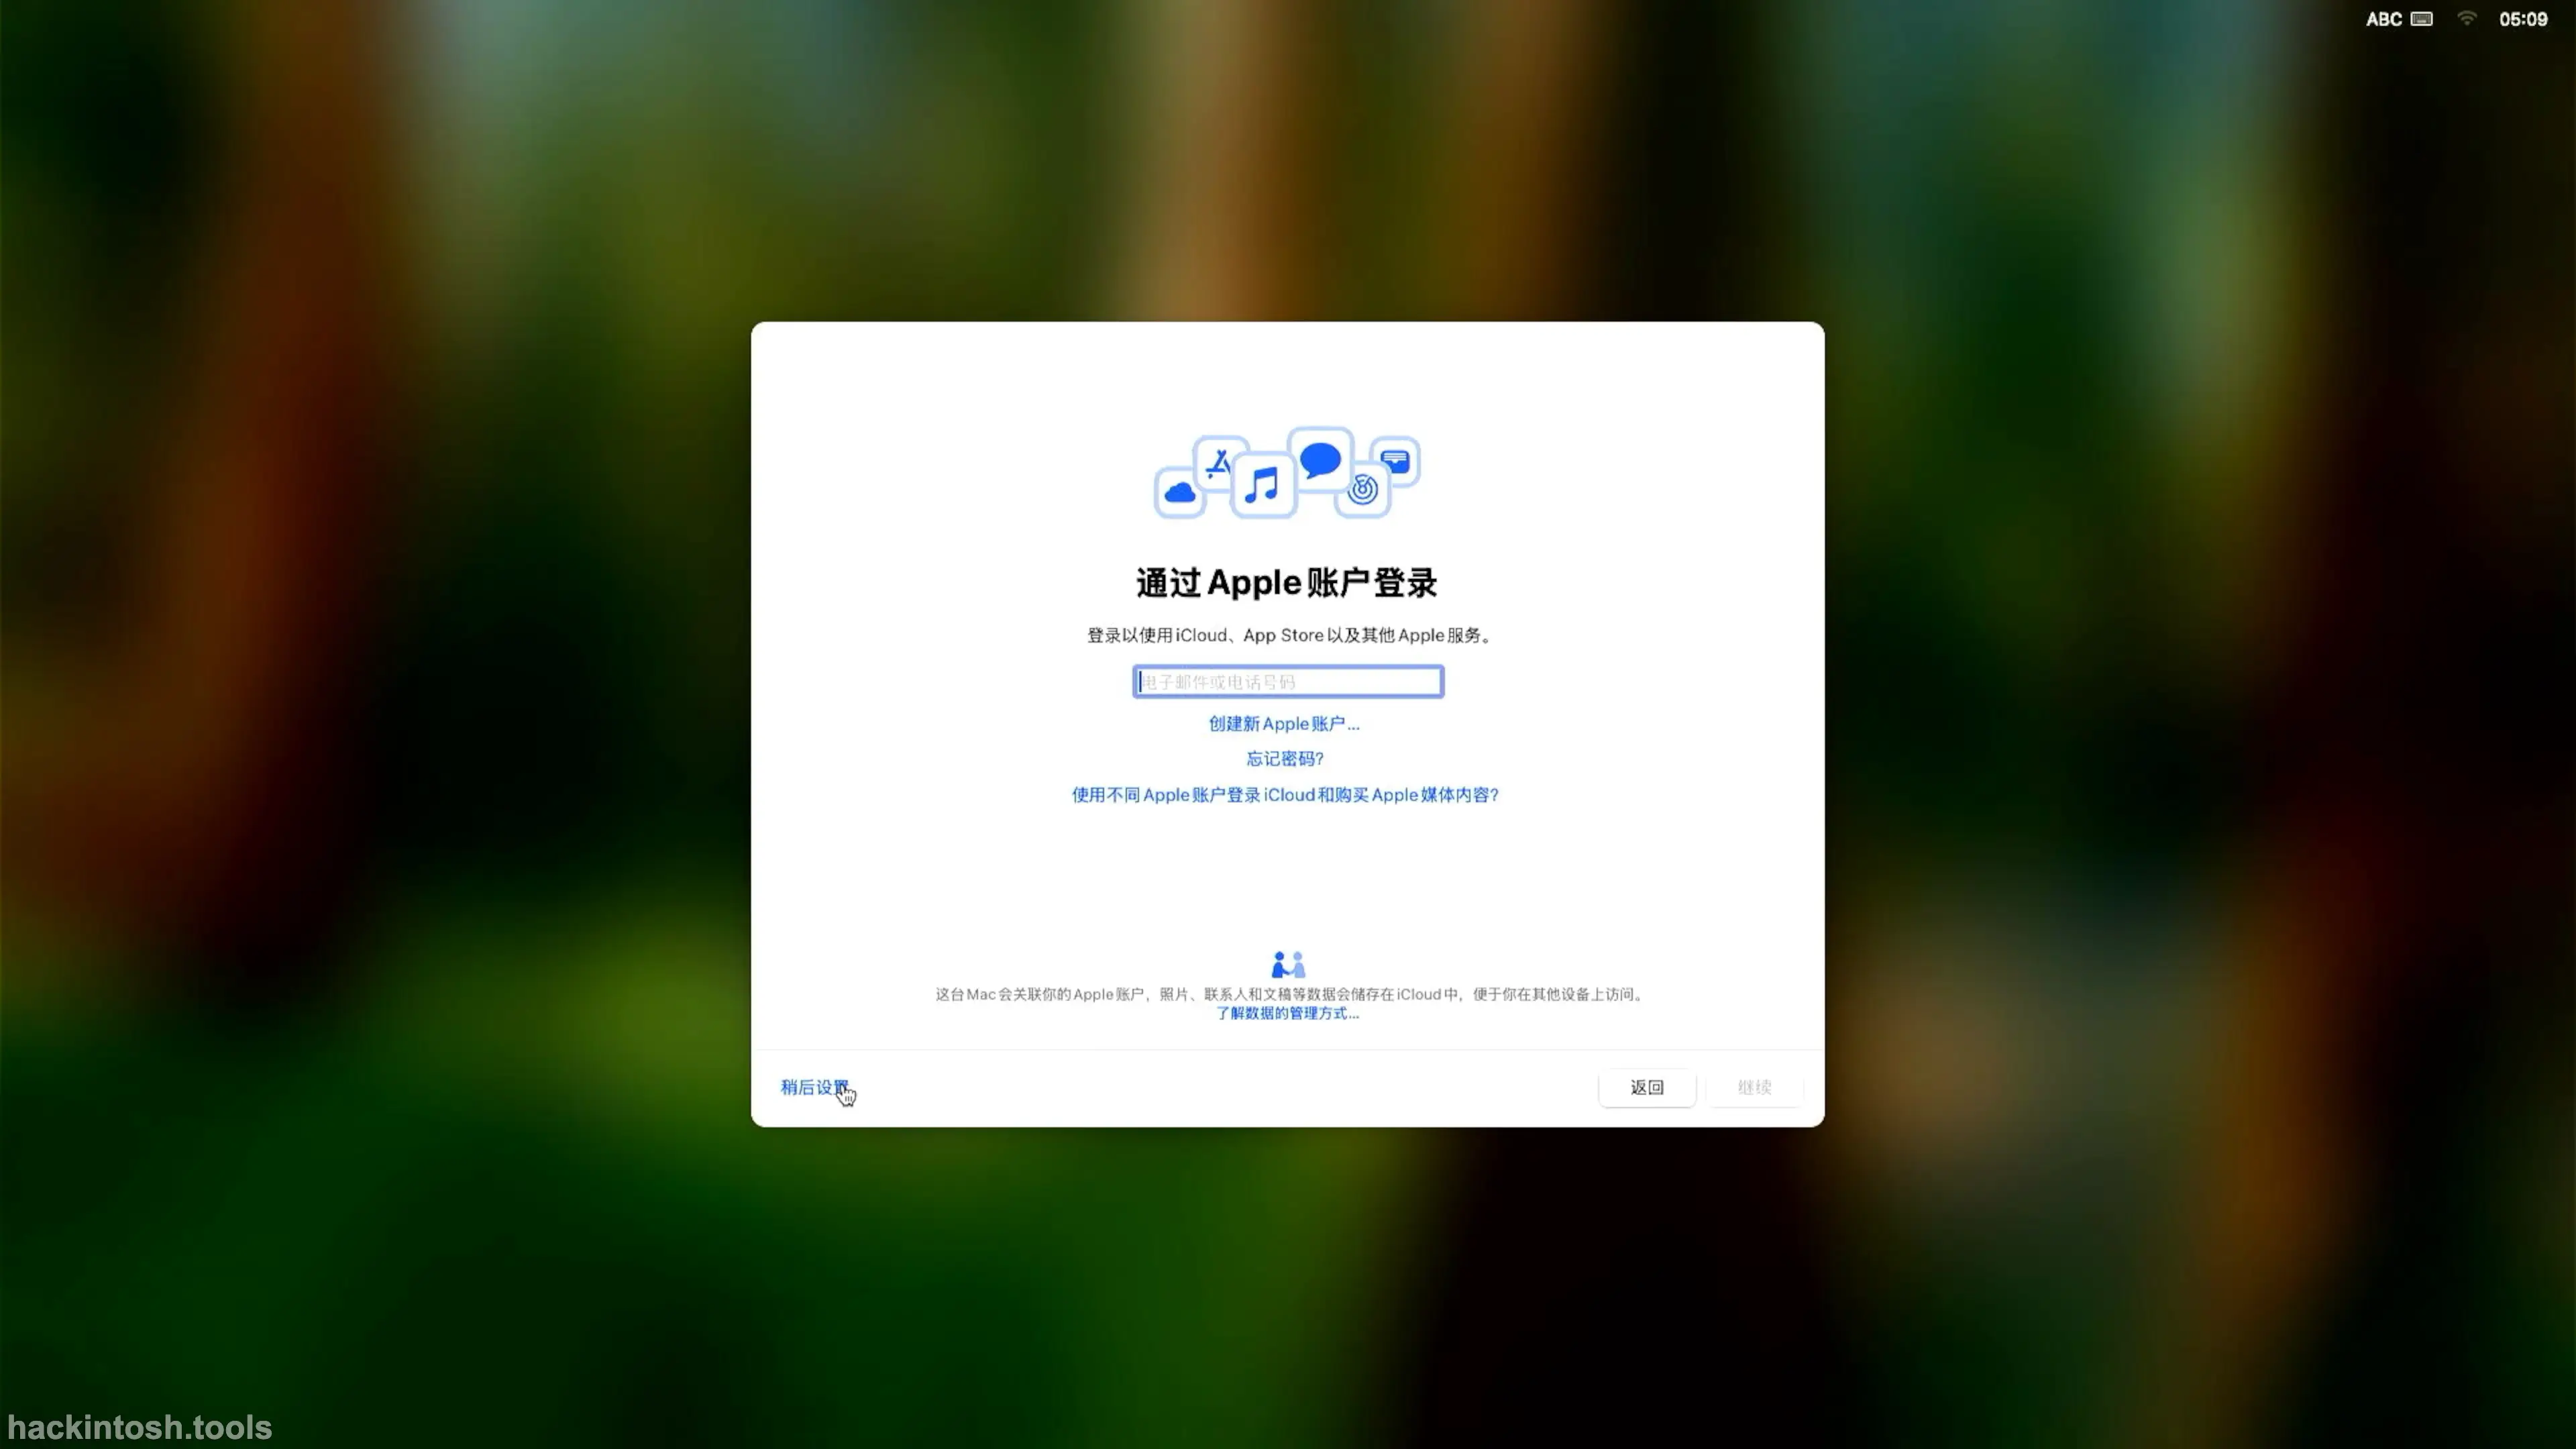 ABC 05:09
通过 Apple 账户登录
登录以使用 iCloud、App Store 以及其他 Apple 服务。
电子邮件或电话号码
创建新 Apple 账户...
忘记密码?
使用不同 Apple 账户登录 iCloud 和购买 Apple 媒体内容?
这台 Mac 会关联你的 Apple 账户，照片、联系人和文稿等数据会储存在 iCloud 中，便于你在其他设备上访问。
了解数据的管理方式...
稍后设置 返回 继续
hackintosh.tools